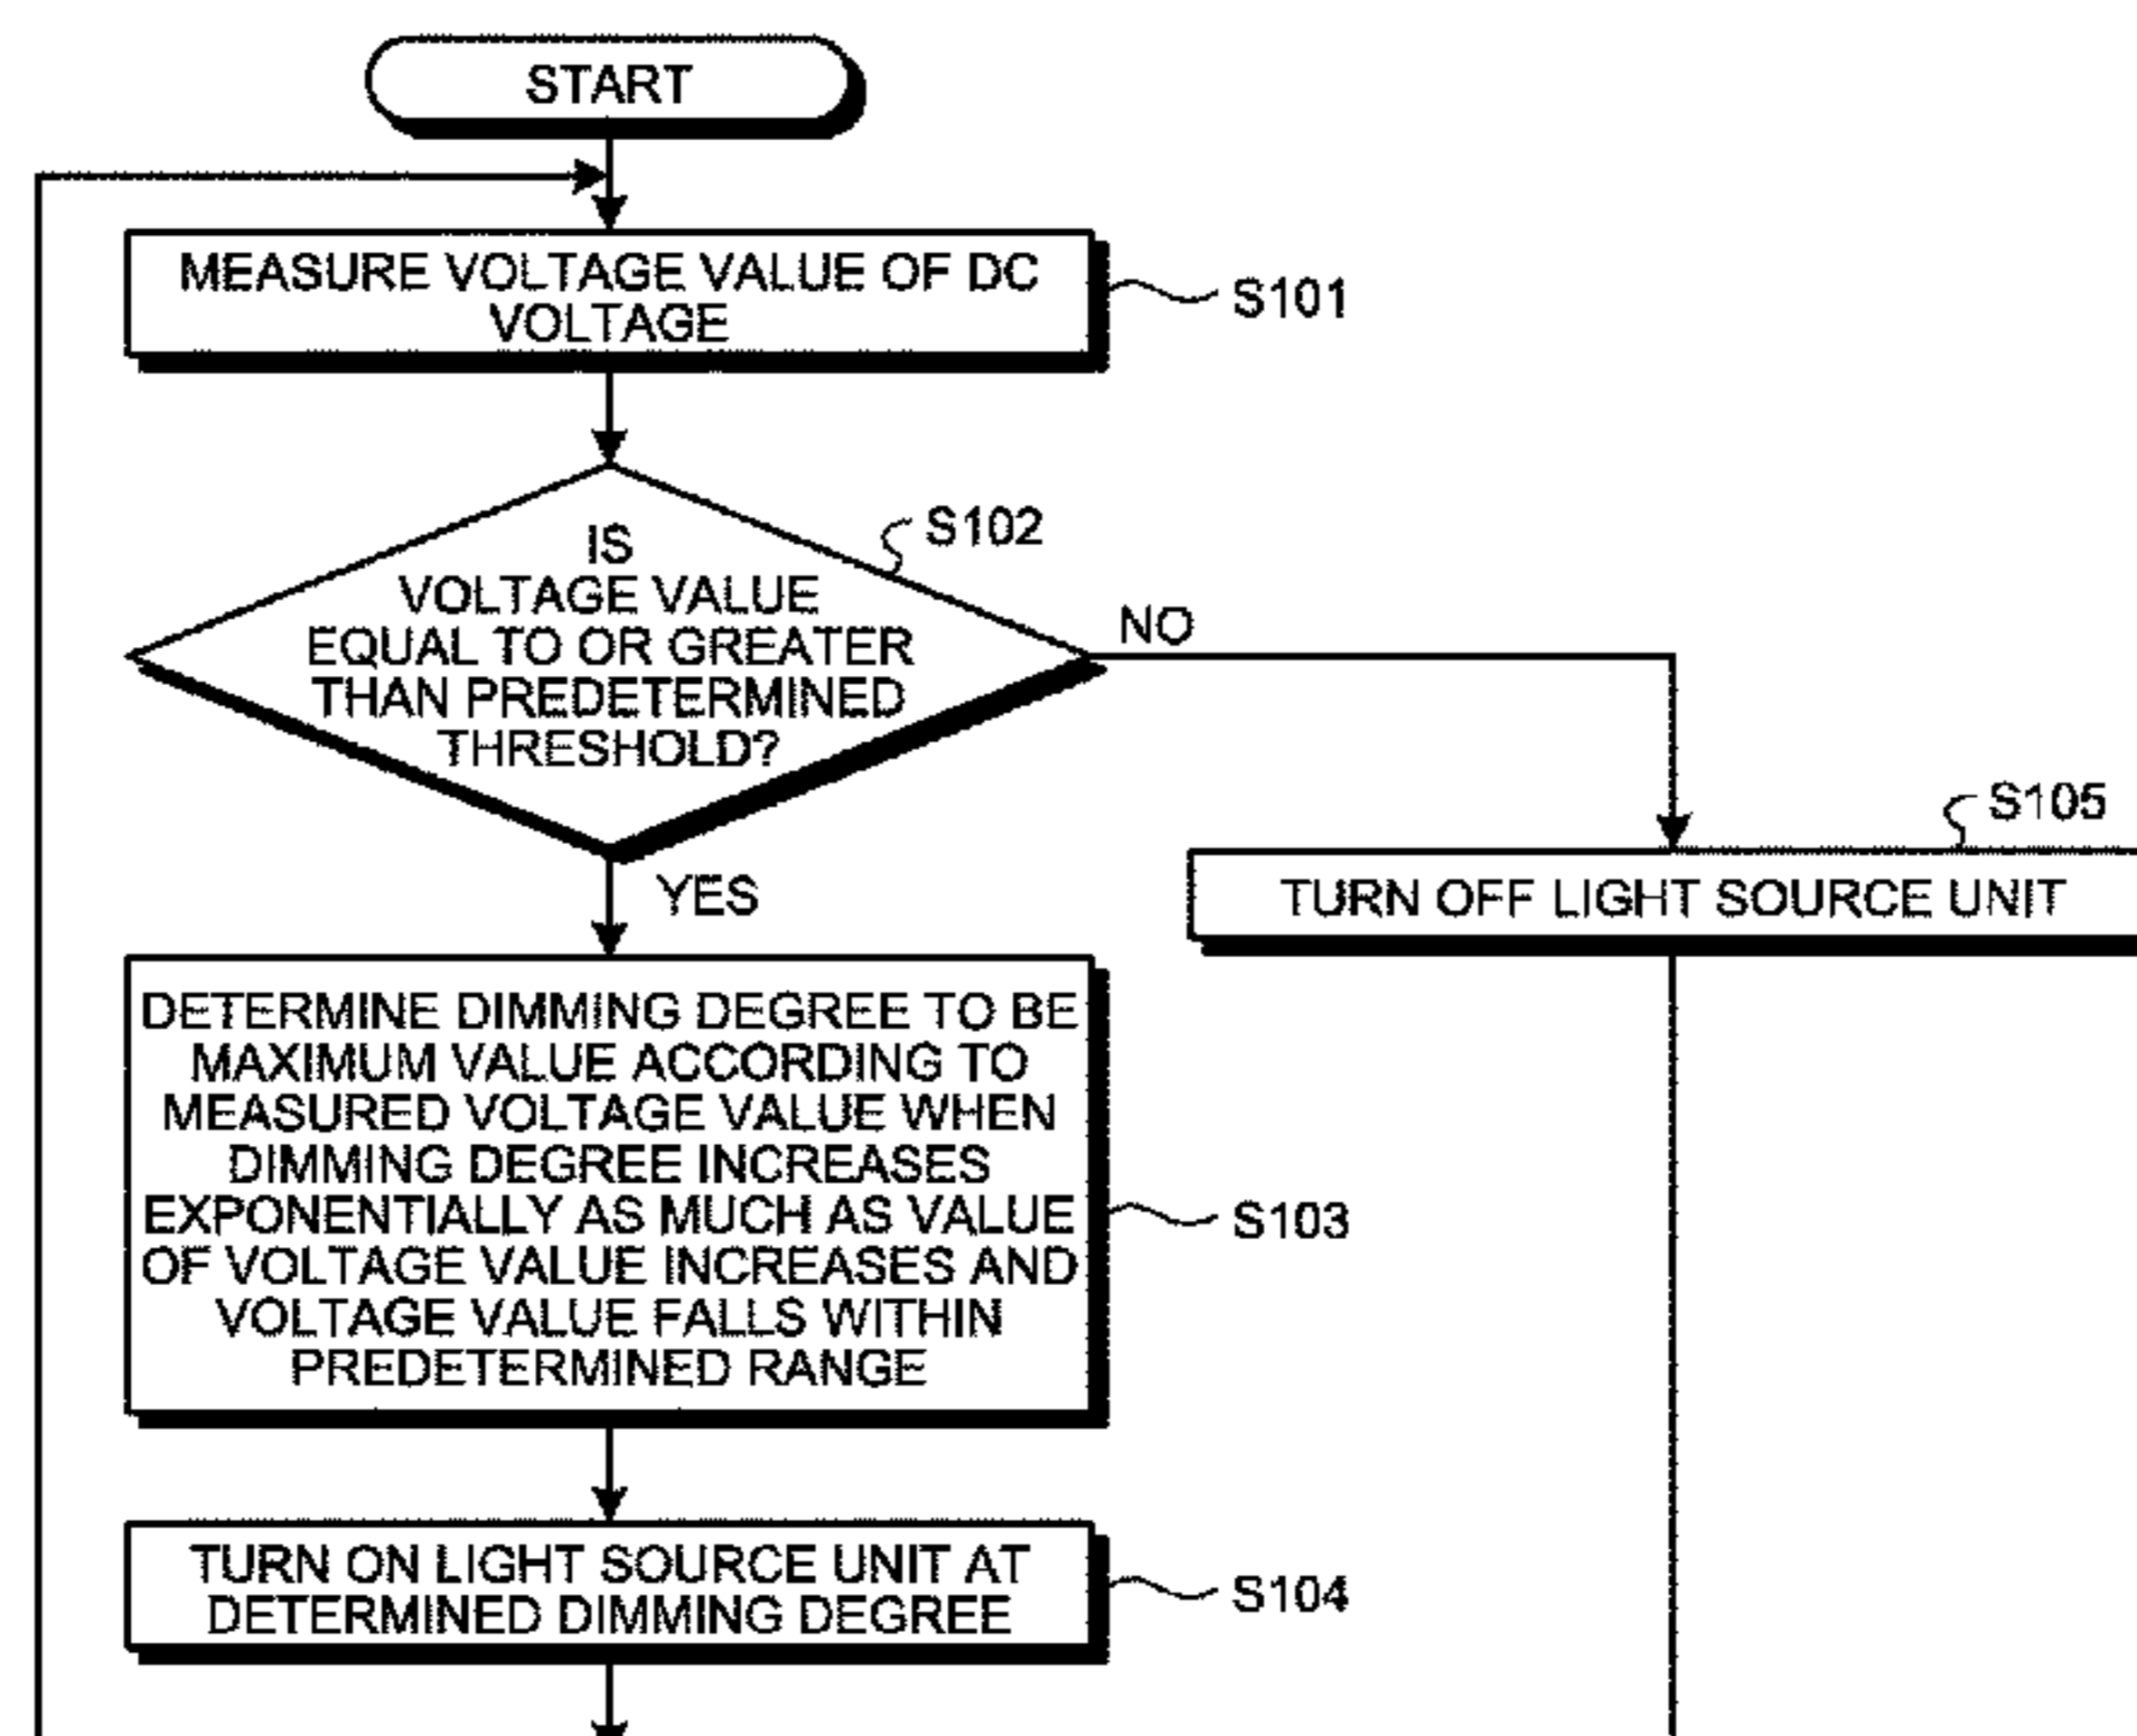 START
MEASURE VOLTAGE VALUE OF DC
VOLTAGE
S101
S102
IS
VOLTAGE VALUE
EQUAL TO OR GREATER
THAN PREDETERMINED
THRESHOLD?
NO
YES
S105
TURN OFF LIGHT SOURCE UNIT
DETERMINE DIMMING DEGREE TO BE
MAXIMUM VALUE ACCORDING TO
MEASURED VOLTAGE VALUE WHEN
DIMMING DEGREE INCREASES
EXPONENTIALLY AS MUCH AS VALUE
OF VOLTAGE VALUE INCREASES AND
VOLTAGE VALUE FALLS WITHIN
PREDETERMINED RANGE
S103
TURN ON LIGHT SOURCE UNIT AT
DETERMINED DIMMING DEGREE
S104